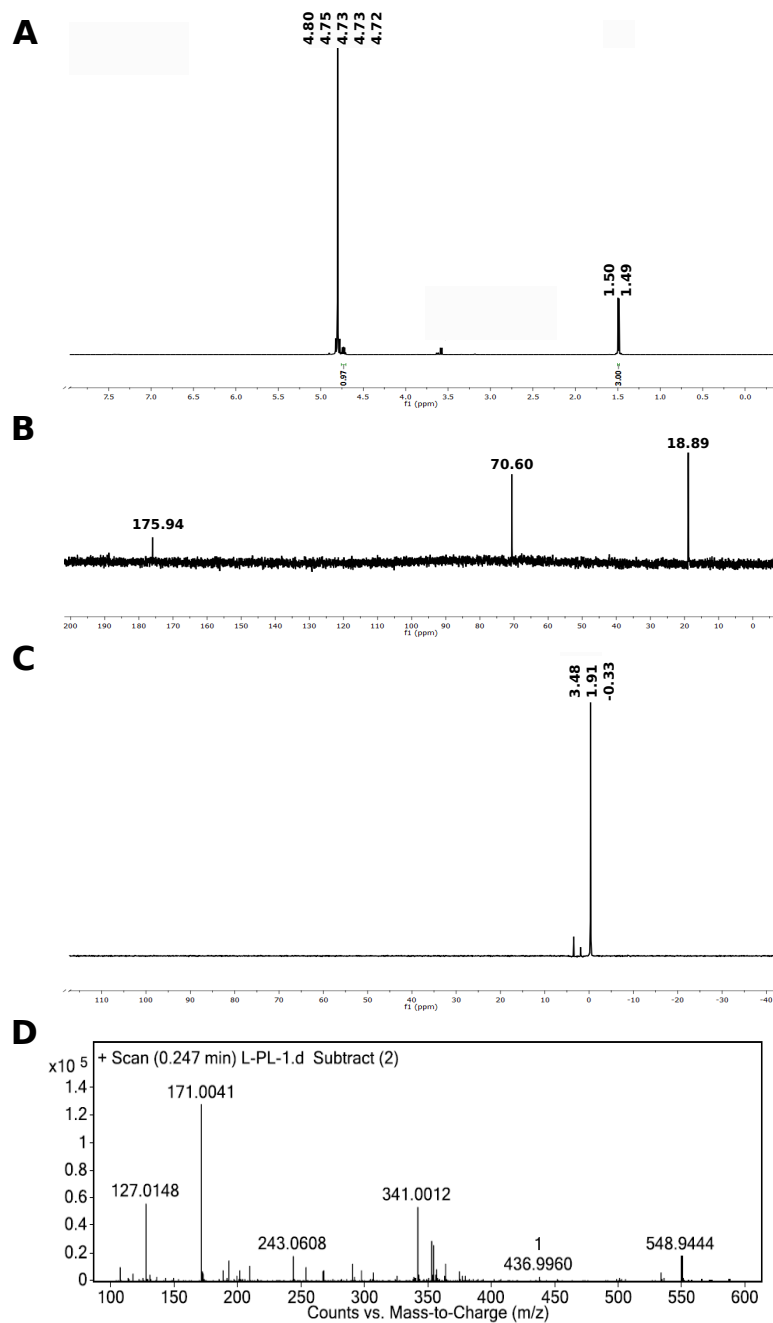 A
4.80
4.75
4.73
4.73
4.72
1.50
1.49
0.97
3.00
7.5 7.0 6.5 6.0 5.5 5.0 4.5 4.0 3.5 3.0 2.5 2.0 1.5 1.0 0.5 0.0
f1 (ppm)
B
175.94
70.60
18.89
200 190 180 170 160 150 140 130 120 110 100 90 80 70 60 50 40 30 20 10 0
f1 (ppm)
C
3.48
1.91
-0.33
110 100 90 80 70 60 50 40 30 20 10 0 -10 -20 -30 -40
f1 (ppm)
D
x10 5
+ Scan (0.247 min) L-PL-1.d Subtract (2)
1.4
1.2
1
0.8
0.6
0.4
0.2
0
171.0041
127.0148
341.0012
243.0608
1
436.9960
548.9444
100 150 200 250 300 350 400 450 500 550 600
Counts vs. Mass-to-Charge (m/z)